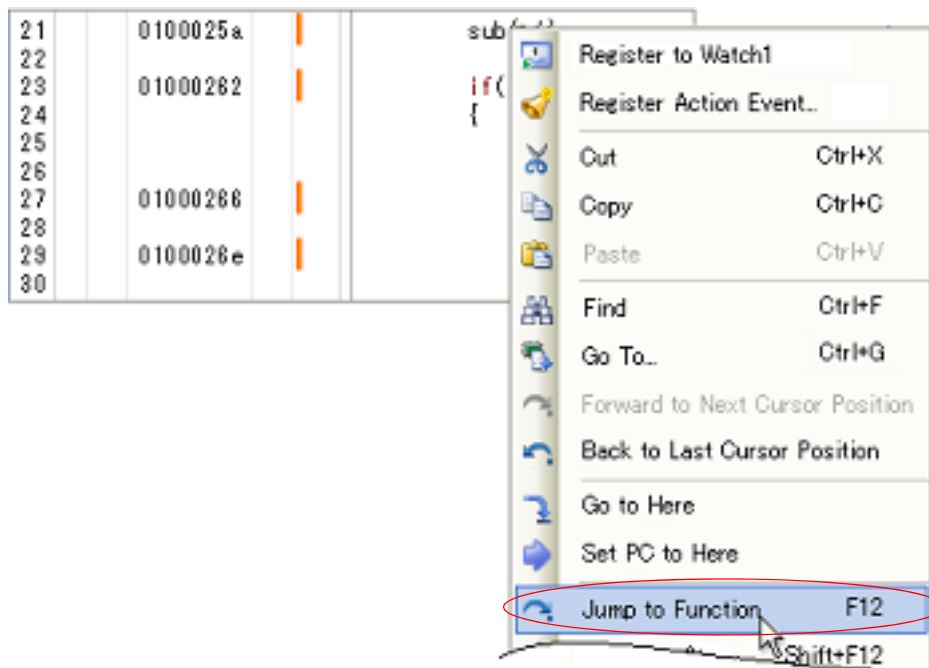 21 0100025a sub
22
23 01000262 if(
24 {
25
26
27 01000266
28
29 0100026e
30
Register to Watch1
Register Action Event...
Cut Ctrl+X
Copy Ctrl+C
Paste Ctrl+V
Find Ctrl+F
Go To... Ctrl+G
Forward to Next Cursor Position
Back to Last Cursor Position
Go to Here
Set PC to Here
Jump to Function F12
Shift+F12